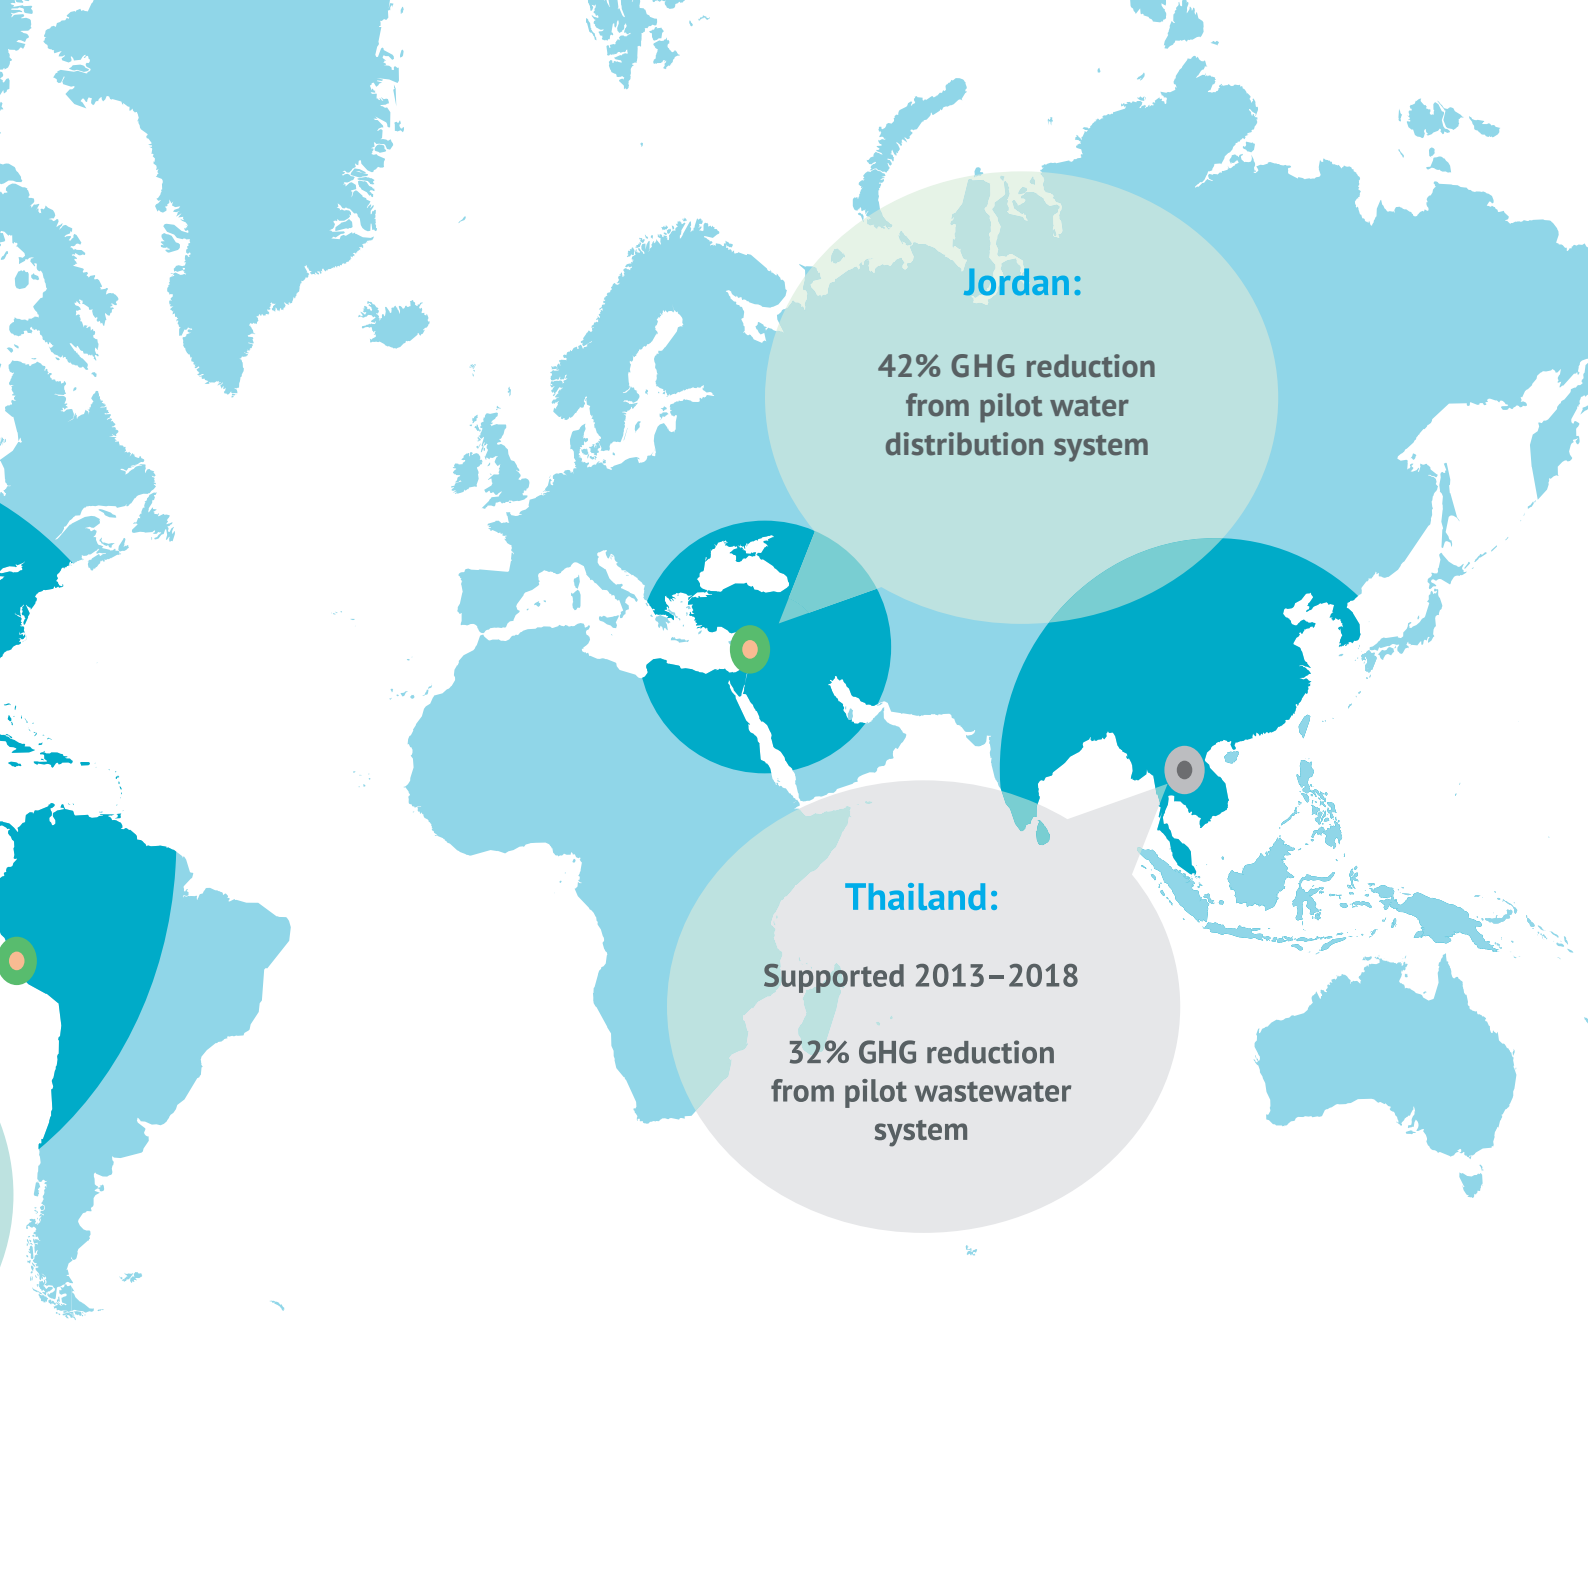 Jordan:
42% GHG reduction
from pilot water
distribution system
Thailand:
Supported 2013–2018
32% GHG reduction
from pilot wastewater
system